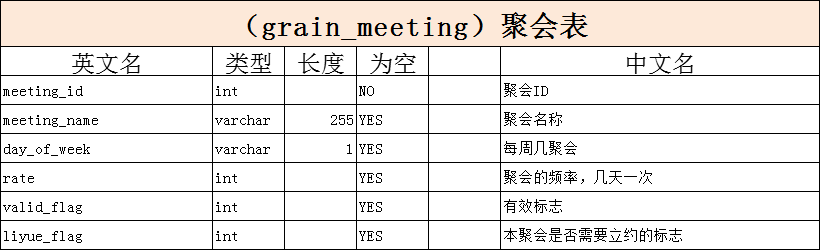 （grain_meeting）聚会表
英文名 类型 长度 为空 中文名
meeting_id int NO 聚会ID
meeting_name varchar 255 YES 聚会名称
day_of_week varchar 1 YES 每周几聚会
rate int YES 聚会的频率，几天一次
valid_flag int YES 有效标志
liyue_flag int YES 本聚会是否需要立约的标志